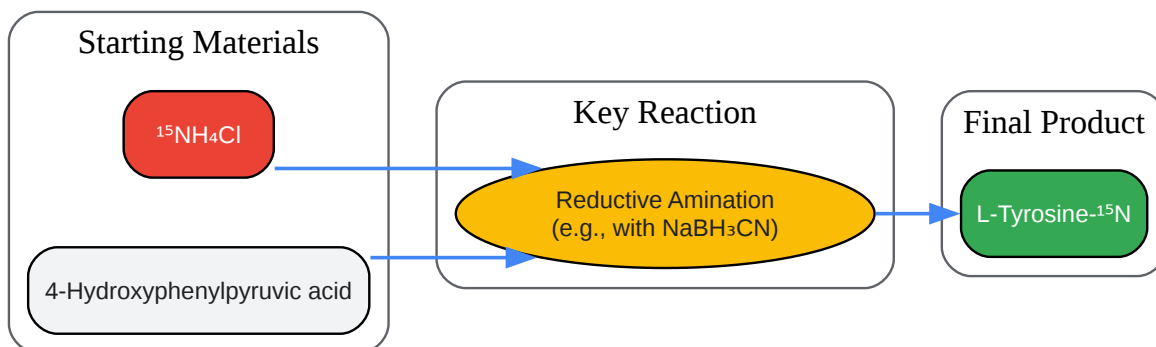 Starting Materials
¹⁵NH₄Cl
4-Hydroxyphenylpyruvic acid
Key Reaction
Reductive Amination
(e.g., with NaBH₃CN)
Final Product
L-Tyrosine-¹⁵N